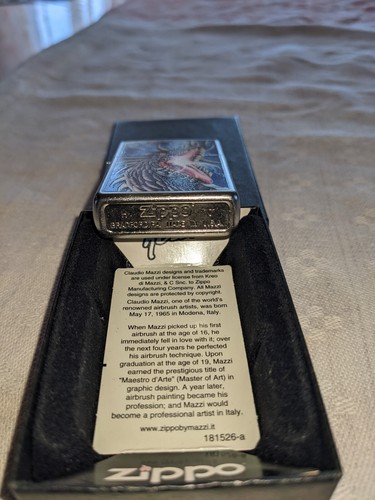 Zippo
BRADFORD, PA. MADE IN U.S.A.
Claudio Mazzi designs and trademarks
are used under license from Kreo
di Mazzi, & C Snc, to Zippo
Manufacturing Company. All Mazzi
designs are protected by copyright.
Claudio Mazzi, one of the world's
renowned airbrush artists, was born
May 17, 1965 in Modena, Italy.
When Mazzi picked up his first
airbrush at the age of 16, he
immediately fell in love with it; over
the next four years he perfected
his airbrush technique. Upon
graduation at the age of 19, Mazzi
earned the prestigious title of
"Maestro d'Arte" (Master of Art) in
graphic design. A year later,
airbrush painting became his
profession; and Mazzi would
become a professional artist in Italy.
www.zippobymazzi.it
181526-a
zippo